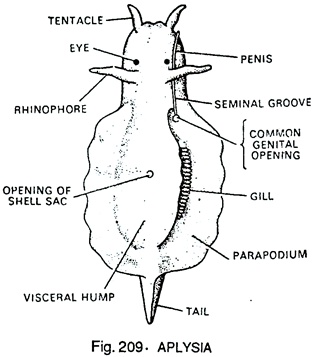 TENTACLE
EYE
PENIS
RHINOPHORE
SEMINAL GROOVE
COMMON
GENITAL
OPENING
OPENING OF
SHELL SAC
GILL
PARAPODIUM
VISCERAL HUMP
TAIL
Fig. 209. APLYSIA